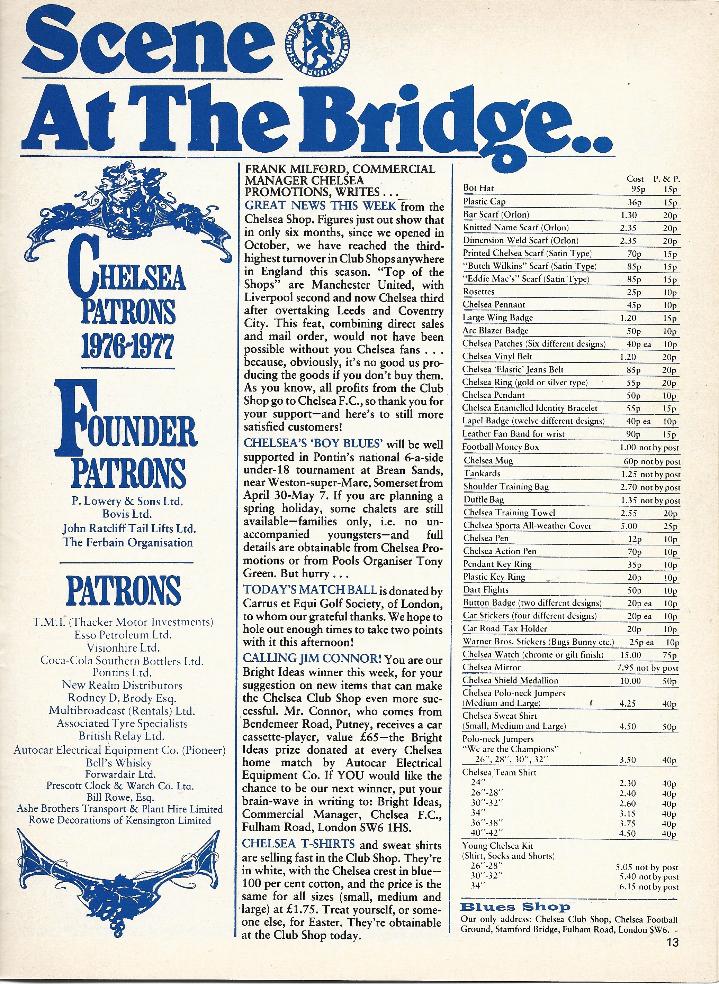 Scene
At The Bridge..
CHELSEA
PATRONS
1976-1977
FOUNDER
PATRONS
P. Lowery & Sons Ltd.
Bovis Ltd.
John Ratcliff Tail Lifts Ltd.
The Ferbain Organisation
PATRONS
T.M.I. (Thacker Motor Investments)
Esso Petroleum Ltd.
Visionhire Ltd.
Coca-Cola Southern Bottlers Ltd.
Pontins Ltd.
New Realm Distributors
Rodney D. Brody Esq.
Multibroadcast (Rentals) Ltd.
Associated Tyre Specialists
British Relay Ltd.
Autocar Electrical Equipment Co. (Pioneer)
Bell's Whisky
Forwardair Ltd.
Prescott Clock & Watch Co. Ltd.
Bill Rowe, Esq.
Ashe Brothers Transport & Plant Hire Limited
Rowe Decorations of Kensington Limited
FRANK MILFORD, COMMERCIAL
MANAGER CHELSEA
PROMOTIONS, WRITES . . .
GREAT NEWS THIS WEEK from the
Chelsea Shop. Figures just out show that
in only six months, since we opened in
October, we have reached the third-
highest turnover in Club Shops anywhere
in England this season. "Top of the
Shops" are Manchester United, with
Liverpool second and now Chelsea third
after overtaking Leeds and Coventry
City. This feat, combining direct sales
and mail order, would not have been
possible without you Chelsea fans . . .
because, obviously, it's no good us pro-
ducing the goods if you don't buy them.
As you know, all profits from the Club
Shop go to Chelsea F.C., so thank you for
your support—and here's to still more
satisfied customers!
CHELSEA'S 'BOY BLUES' will be well
supported in Pontin's national 6-a-side
under-18 tournament at Brean Sands,
near Weston-super-Mare, Somerset from
April 30-May 7. If you are planning a
spring holiday, some chalets are still
available—families only, i.e. no un-
accompanied youngsters—and full
details are obtainable from Chelsea Pro-
motions or from Pools Organiser Tony
Green. But hurry . . .
TODAY'S MATCH BALL is donated by
Carrus et Equi Golf Society, of London,
to whom our grateful thanks. We hope to
hole out enough times to take two points
with it this afternoon!
CALLING JIM CONNOR! You are our
Bright Ideas winner this week, for your
suggestion on new items that can make
the Chelsea Club Shop even more suc-
cessful. Mr. Connor, who comes from
Bendemeer Road, Putney, receives a car
cassette-player, value £65—the Bright
Ideas prize donated at every Chelsea
home match by Autocar Electrical
Equipment Co. If YOU would like the
chance to be our next winner, put your
brain-wave in writing to: Bright Ideas,
Commercial Manager, Chelsea F.C.,
Fulham Road, London SW6 1HS.
CHELSEA T-SHIRTS and sweat shirts
are selling fast in the Club Shop. They're
in white, with the Chelsea crest in blue—
100 per cent cotton, and the price is the
same for all sizes (small, medium and
large) at £1.75. Treat yourself, or some-
one else, for Easter. They're obtainable
at the Club Shop today.
Cost P. & P.
Bot Hat 95p 15p
Plastic Cap 36p 15p
Bar Scarf (Orlon) 1.30 20p
Knitted Name Scarf (Orlon) 2.35 20p
Dimension Weld Scarf (Orlon) 2.35 20p
Printed Chelsea Scarf (Satin Type) 70p 15p
"Butch Wilkins" Scarf (Satin Type) 85p 15p
"Eddie Mac's" Scarf (Satin Type) 85p 15p
Rosettes 25p 10p
Chelsea Pennant 45p 10p
Large Wing Badge 1.20 15p
Arc Blazer Badge 50p 10p
Chelsea Patches (Six different designs) 40p ea 10p
Chelsea Vinyl Belt 1.20 20p
Chelsea 'Elastic' Jeans Belt 85p 20p
Chelsea Ring (gold or silver type) 55p 20p
Chelsea Pendant 50p 10p
Chelsea Enamelled Identity Bracelet 55p 15p
Lapel Badge (twelve different designs) 40p ea 10p
Leather Fan Band for wrist 90p 15p
Football Money Box 1.00 not by post
Chelsea Mug 60p not by post
Tankards 1.25 not by post
Shoulder Training Bag 2.70 not by post
Duffle Bag 1.35 not by post
Chelsea Training Towel 2.55 20p
Chelsea Sports All-weather Cover 5.00 25p
Chelsea Pen 12p 10p
Chelsea Action Pen 70p 10p
Pendant Key Ring 35p 10p
Plastic Key Ring 20p 10p
Dart Flights 50p 10p
Button Badge (two different designs) 20p ea 10p
Car Stickers (four different designs) 20p ea 10p
Car Road Tax Holder 20p 10p
Warner Bros. Stickers (Bugs Bunny etc.) 25p ea 10p
Chelsea Watch (chrome or gilt finish) 15.00 75p
Chelsea Mirror 7.95 not by post
Chelsea Shield Medallion 10.00 50p
Chelsea Polo-neck Jumpers
(Medium and Large) 4.25 40p
Chelsea Sweat Shirt
(Small, Medium and Large) 4.50 50p
Polo-neck Jumpers
"We are the Champions"
26", 28", 30", 32" 3.50 40p
Chelsea Team Shirt
24" 2.30 40p
26"-28" 2.40 40p
30"-32" 2.60 40p
34" 3.15 40p
36"-38" 3.75 40p
40"-42" 4.50 40p
Young Chelsea Kit
(Shirt, Socks and Shorts)
26"-28" 5.05 not by post
30"-32" 5.40 not by post
34" 6.15 not by post
Blues Shop
Our only address: Chelsea Club Shop, Chelsea Football
Ground, Stamford Bridge, Fulham Road, London SW6.
13